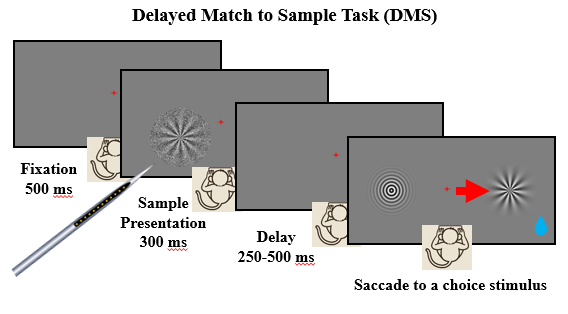 Delayed Match to Sample Task (DMS)
Fixation
500 ms
Sample
Presentation
300 ms
Delay
250-500 ms
Saccade to a choice stimulus